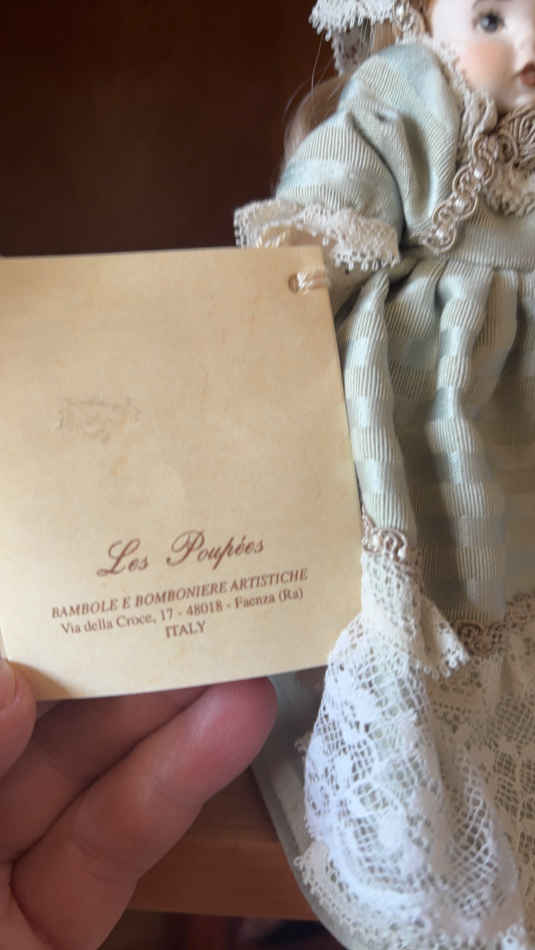 Les Poupées
BAMBOLE E BOMBONIERE ARTISTICHE
Via della Croce, 17 - 48018 - Faenza (Ra)
ITALY